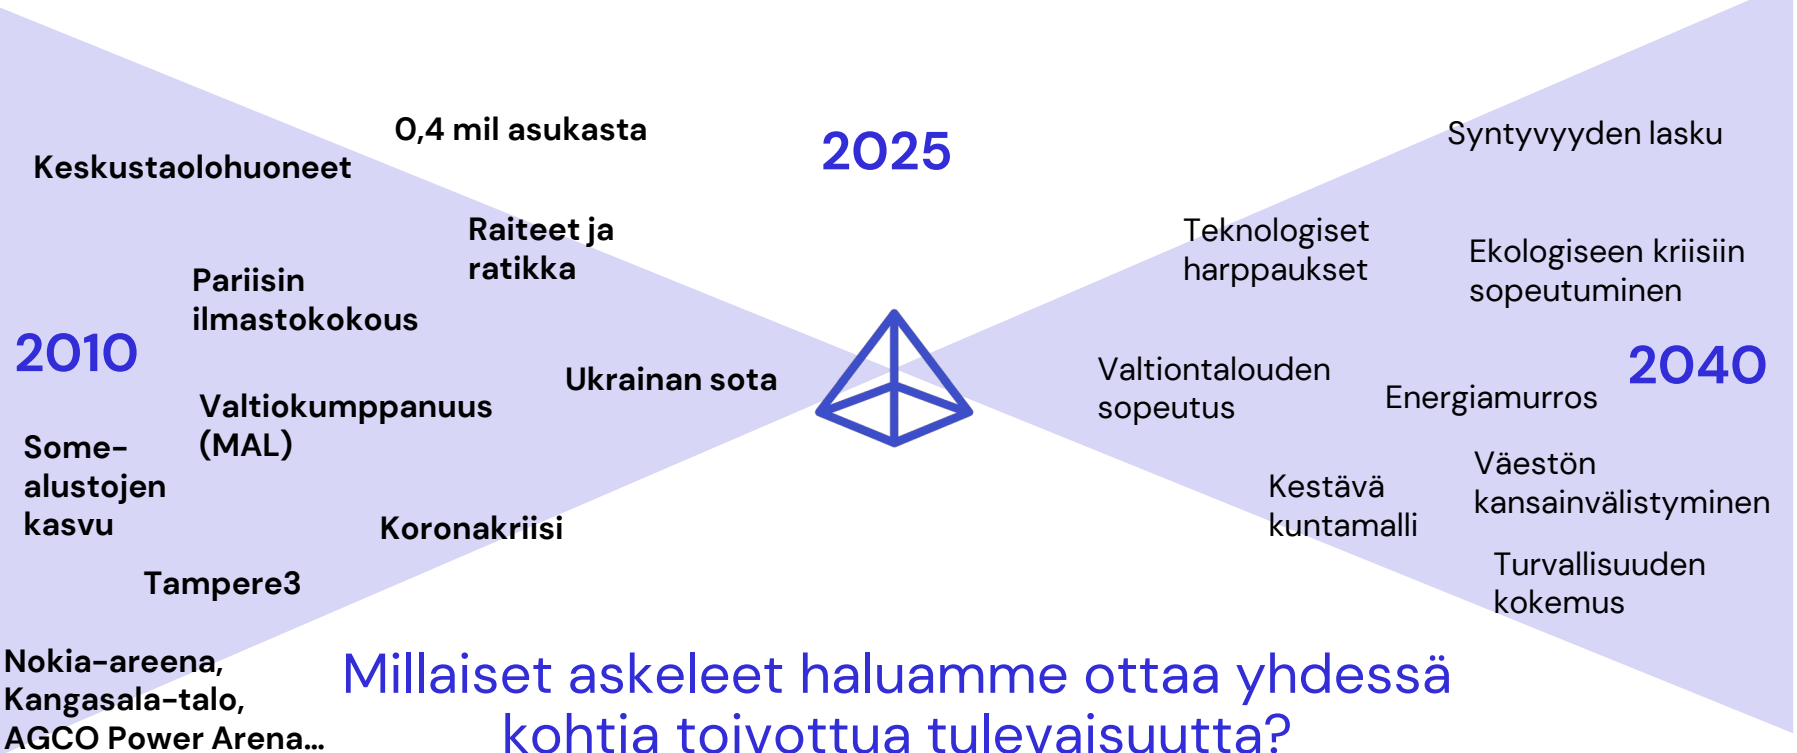 0,4 mil asukasta
Keskustaolohuoneet
Raiteet ja
ratikka
Pariisin
ilmastokokous
2010
Ukrainan sota
Valtiokumppanuus
(MAL)
Some-
alustojen
kasvu
Koronakriisi
Tampere3
Nokia-areena,
Kangasala-talo,
AGCO Power Arena...
2025
Syntyvyyden lasku
Teknologiset
harppaukset
Ekologiseen kriisiin
sopeutuminen
2040
Valtiontalouden
sopeutus
Energiamurros
Väestön
kansainvälistyminen
Kestävä
kuntamalli
Turvallisuuden
kokemus
Millaiset askeleet haluamme ottaa yhdessä
kohtia toivottua tulevaisuutta?